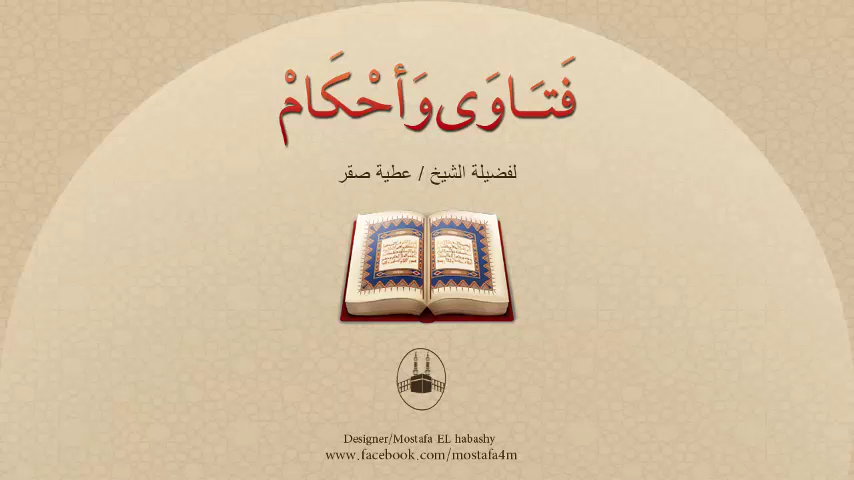 فَتَاوَى وَأحْكَامْ
لفضيلة الشيخ / عطية صقر
Designer/Mostafa EL habashy
www.facebook.com/mostafa4m